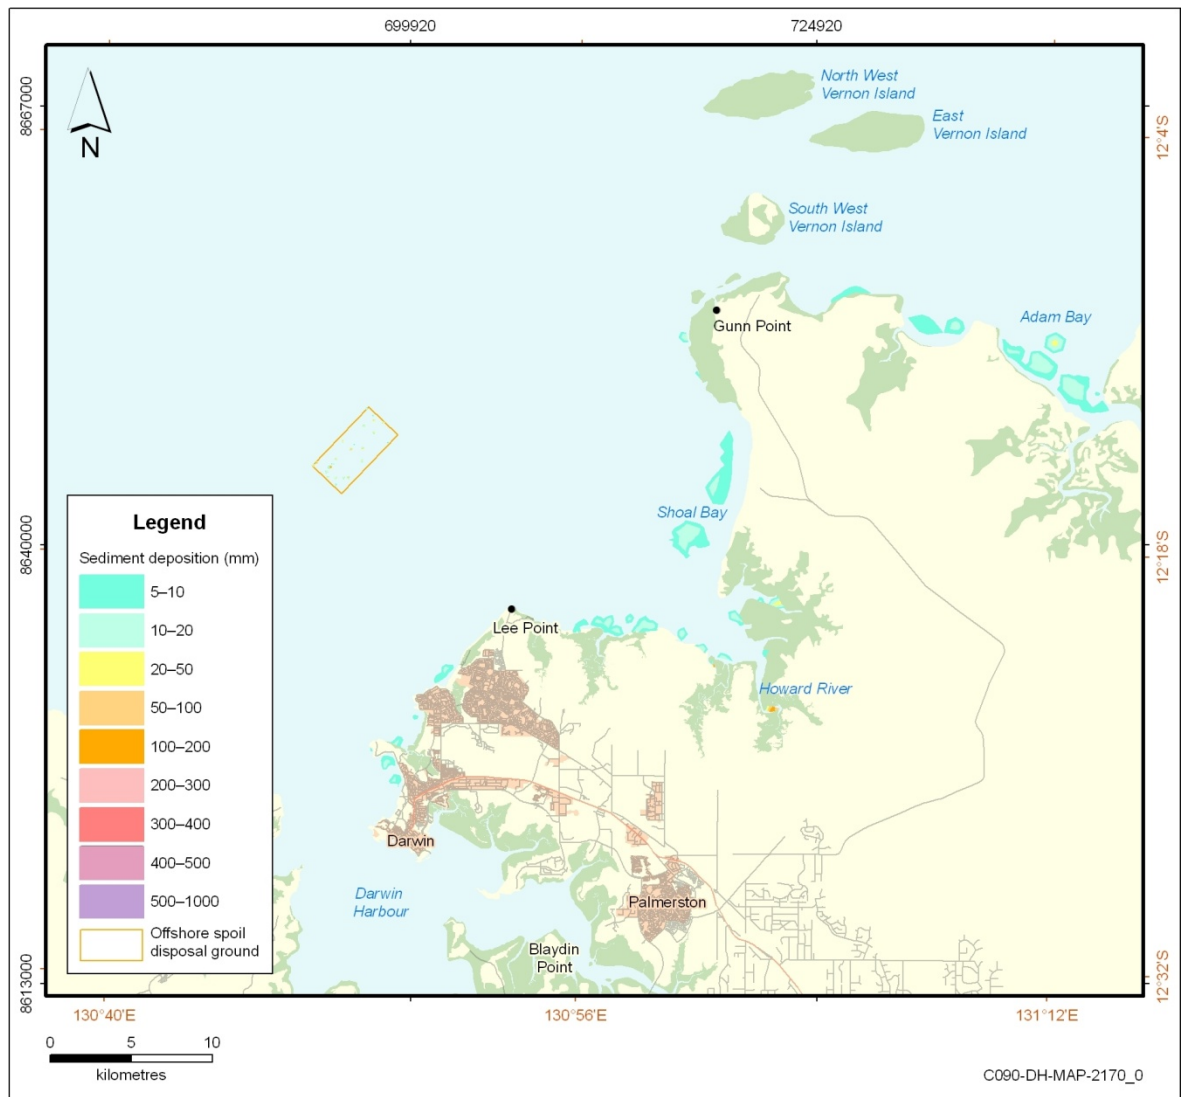 699920
724920
8667000
N
North West
Vernon Island
East
Vernon Island
12°4'S
South West
Vernon Island
Gunn Point
Adam Bay
Shoal Bay
8640000
12°18'S
Lee Point
Howard River
Darwin
Darwin
Harbour
Palmerston
Blaydin
Point
8613000
12°32'S
Legend
Sediment deposition (mm)
5–10
10–20
20–50
50–100
100–200
200–300
300–400
400–500
500–1000
Offshore spoil
disposal ground
130°40'E
130°56'E
131°12'E
0 5 10
kilometres
C090-DH-MAP-2170_0